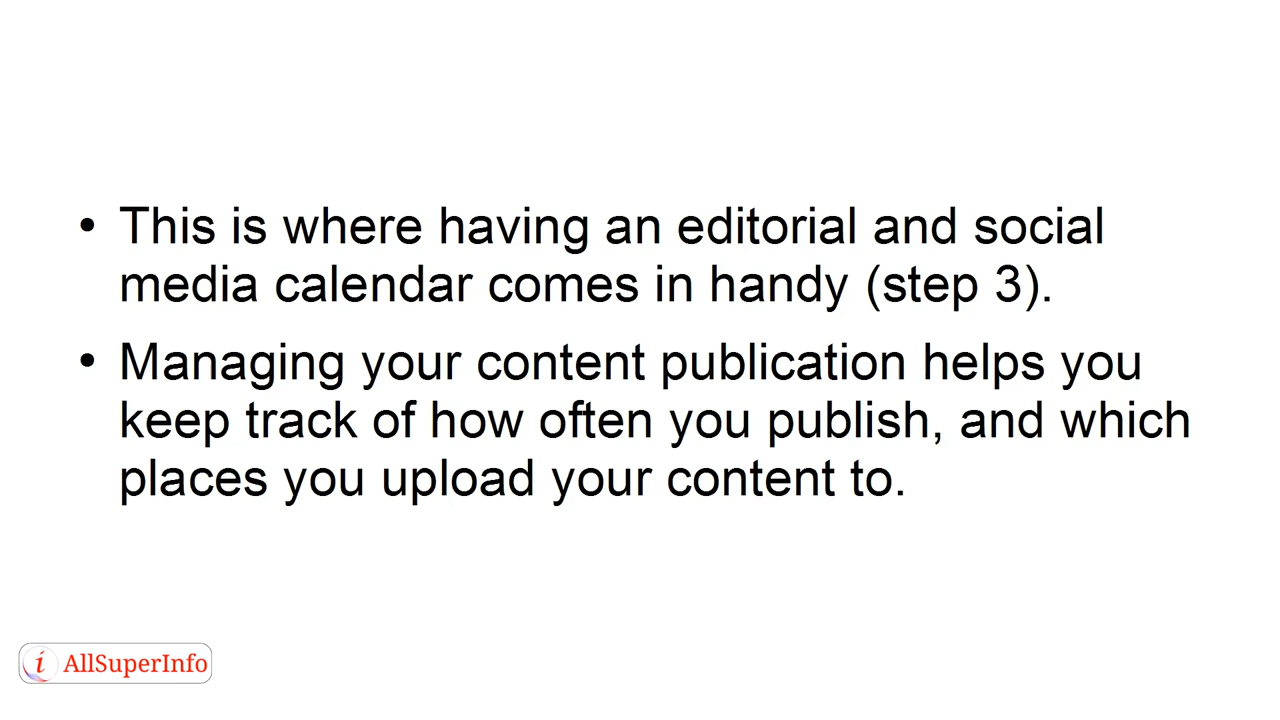 • This is where having an editorial and social
media calendar comes in handy (step 3).
• Managing your content publication helps you
keep track of how often you publish, and which
places you upload your content to.
i AllSuperInfo